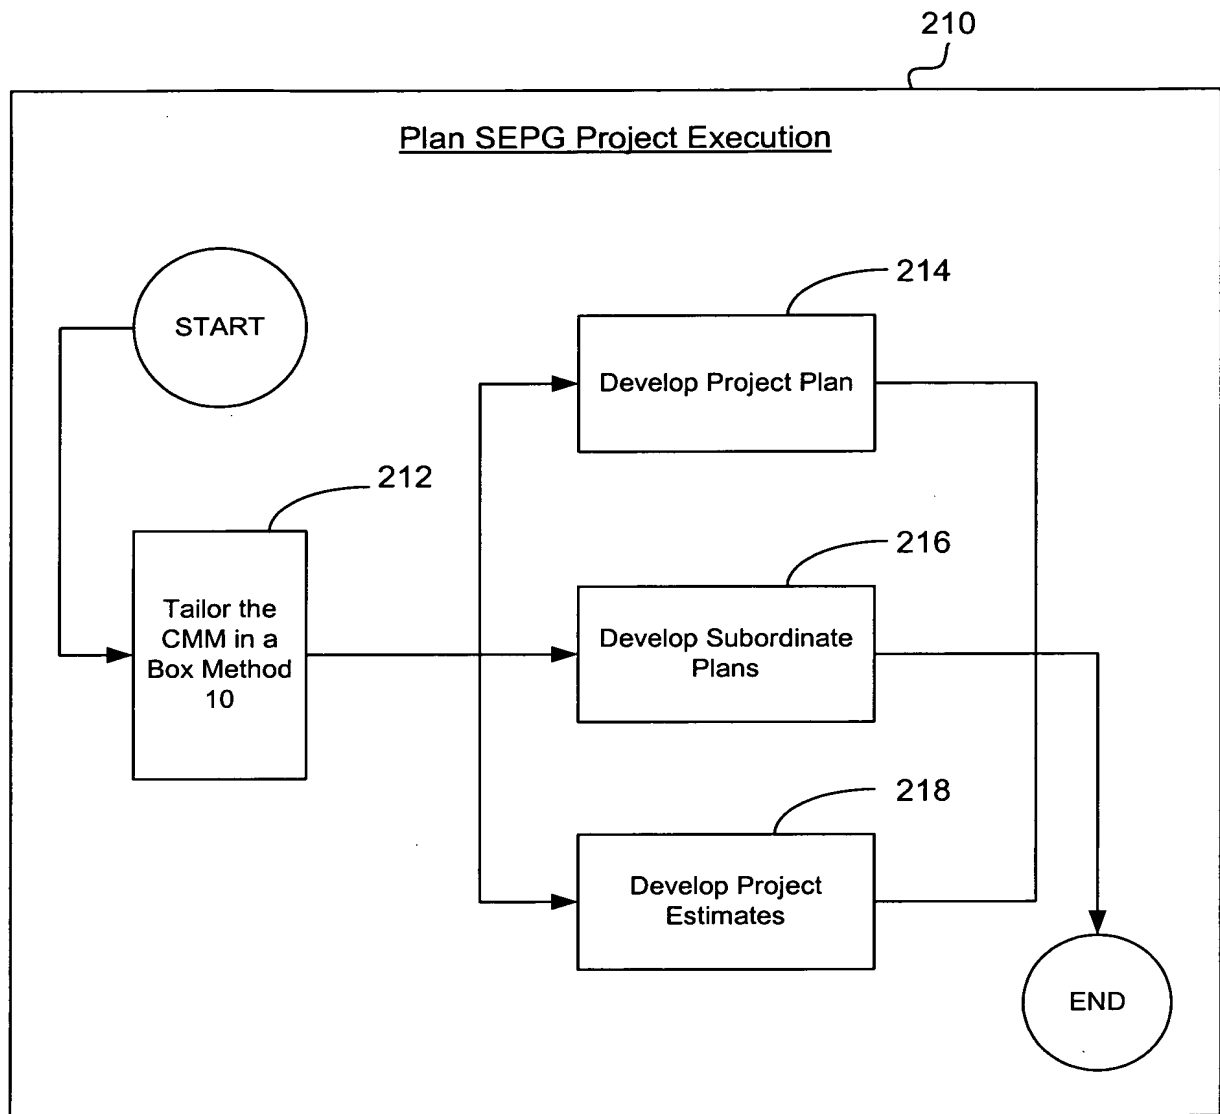 210
Plan SEPG Project Execution
START
214
Develop Project Plan
212
Tailor the
CMM in a
Box Method
10
216
Develop Subordinate
Plans
218
Develop Project
Estimates
END